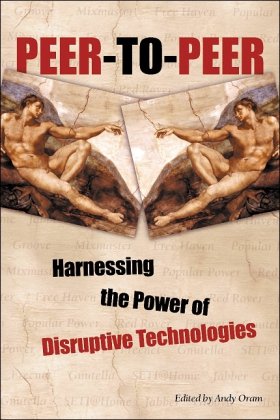 PEER-TO-PEER
Harnessing
the Power of
Disruptive Technologies
Edited by Andy Oram